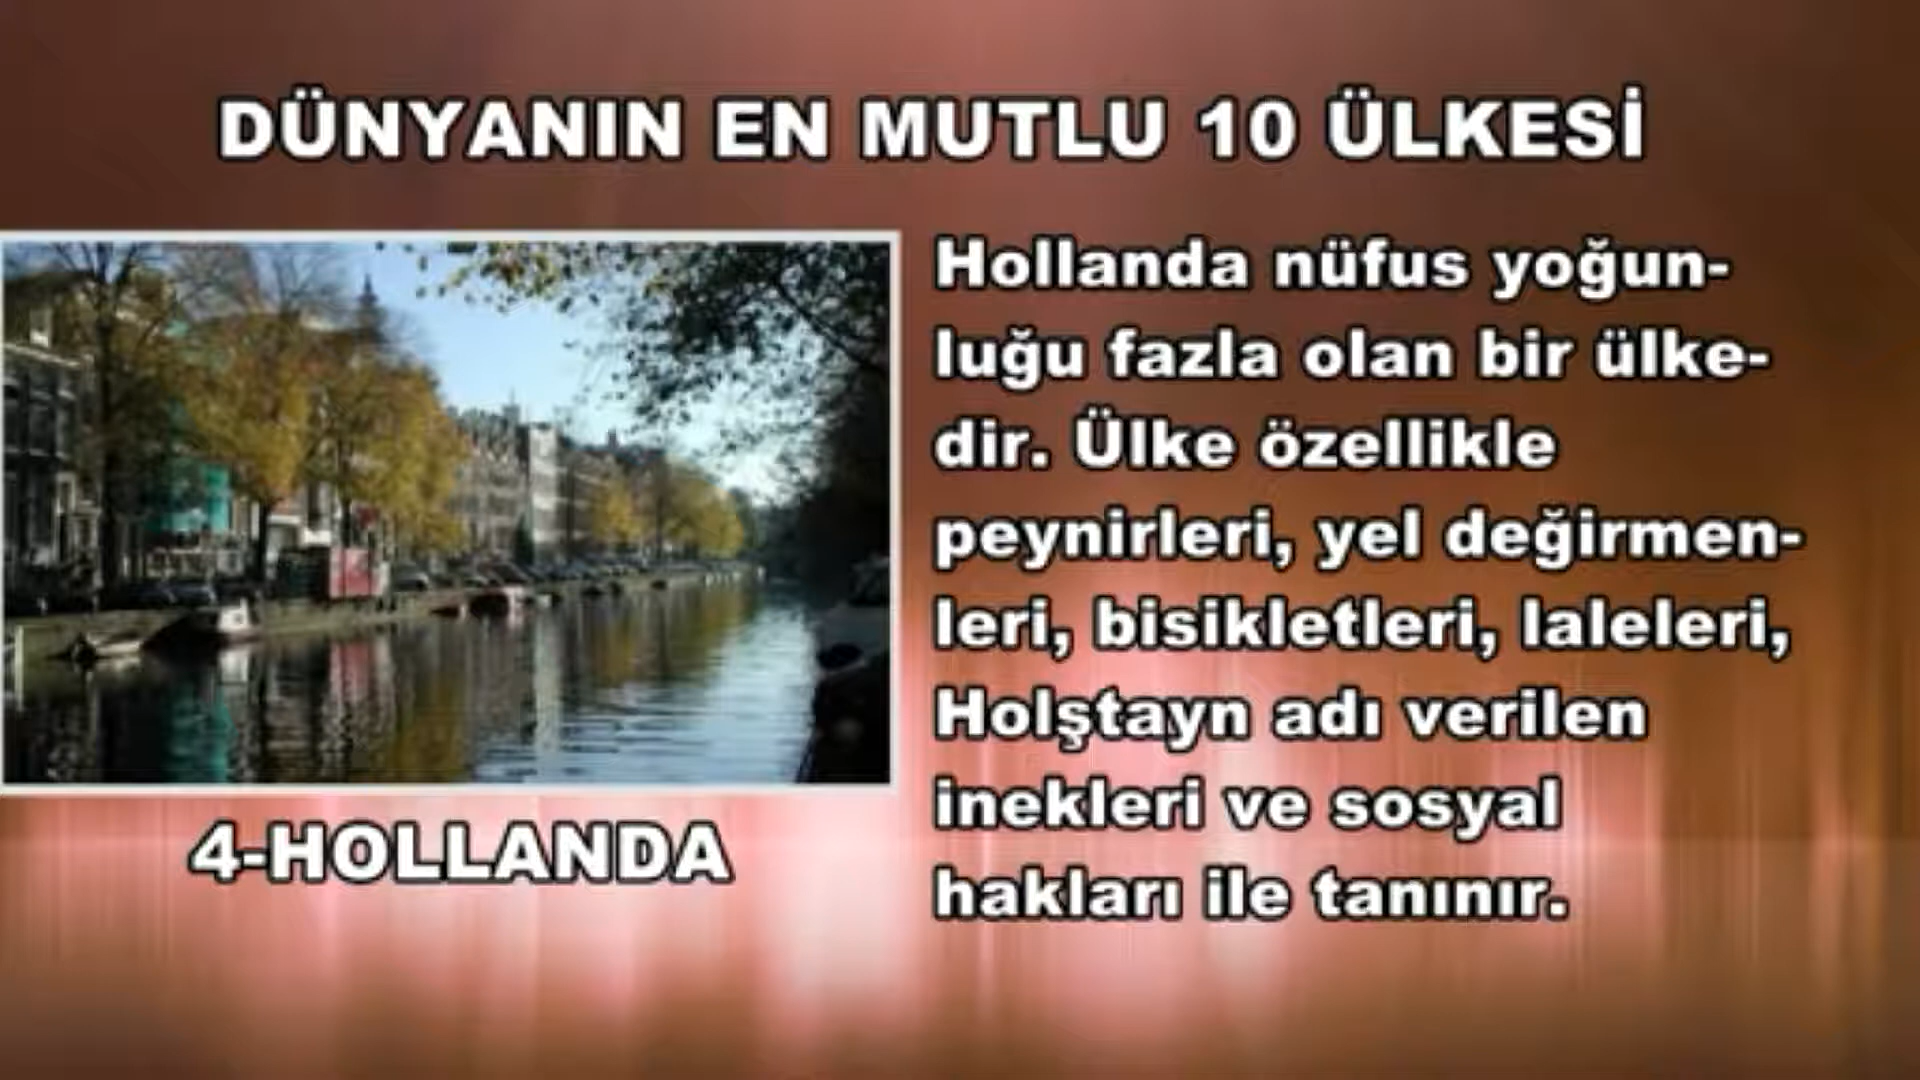 DÜNYANIN EN MUTLU 10 ÜLKESİ
Hollanda nüfus yoğun-
luğu fazla olan bir ülke-
dir. Ülke özellikle
peynirleri, yel değirmen-
leri, bisikletleri, laleleri,
Holştayn adı verilen
inekleri ve sosyal
hakları ile tanınır.
4-HOLLANDA